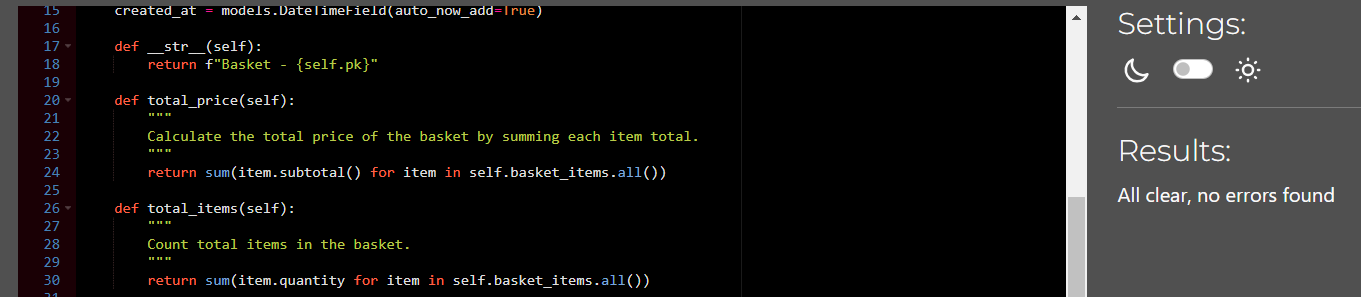 15 created_at = models.DateTimeField(auto_now_add=True)
16
17 def __str__(self):
18 return f"Basket - {self.pk}"
19
20 def total_price(self):
21 """
22 Calculate the total price of the basket by summing each item total.
23 """
24 return sum(item.subtotal() for item in self.basket_items.all())
25
26 def total_items(self):
27 """
28 Count total items in the basket.
29 """
30 return sum(item.quantity for item in self.basket_items.all())
31
Settings:
Results:
All clear, no errors found